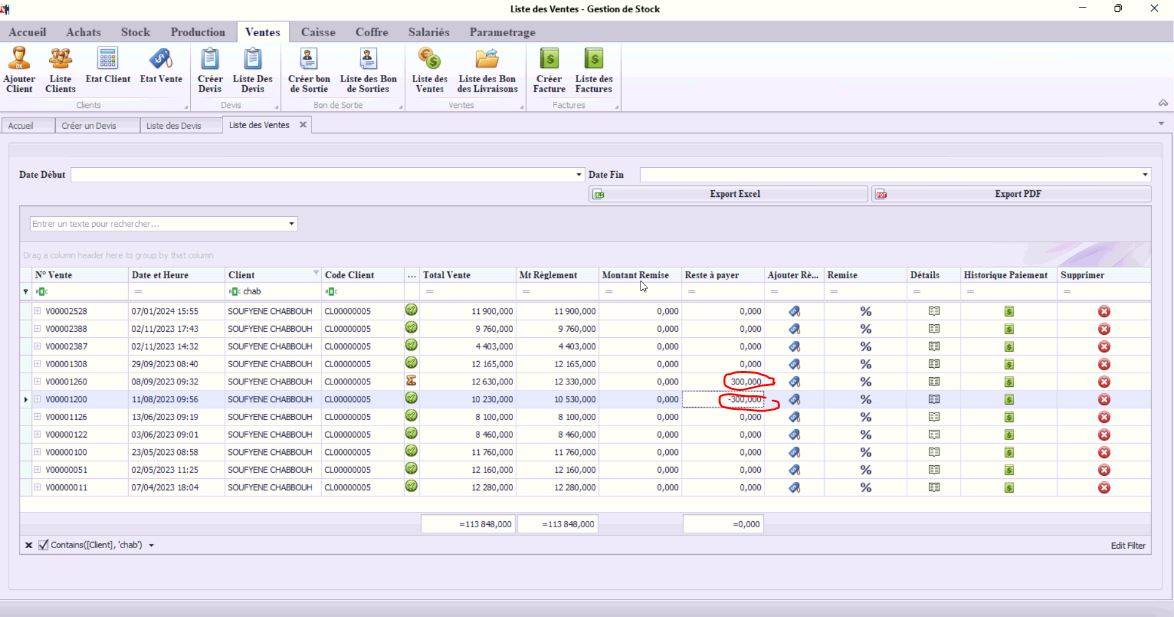 Liste des Ventes - Gestion de Stock
Accueil Achats Stock Production Ventes Caisse Coffre Salariés Parametrage
Ajouter Client Liste Clients Etat Client Etat Vente Créer Devis Liste Des Devis Créer bon de Sortie Liste des Bon de Sorties Liste des Ventes Liste des Bon des Livraisons Créer Facture Liste des Factures
Clients Devis Bon de Sortie Ventes Factures
Accueil Créer un Devis Liste des Devis Liste des Ventes
Date Début Date Fin
Export Excel Export PDF
Entrer un texte pour rechercher...
Drag a column header here to group by that column
N° Vente Date et Heure Client Code Client ... Total Vente Mt Règlement Montant Remise Reste à payer Ajouter Rè... Remise Détails Historique Paiement Supprimer
= chab = = = = = = = = =
V00002528 07/01/2024 15:55 SOUFYENE CHABBOUH CL00000005 11 900,000 11 900,000 0,000 0,000 %
V00002388 02/11/2023 17:43 SOUFYENE CHABBOUH CL00000005 9 760,000 9 760,000 0,000 0,000 %
V00002387 02/11/2023 14:32 SOUFYENE CHABBOUH CL00000005 4 403,000 4 403,000 0,000 0,000 %
V00001308 29/09/2023 08:40 SOUFYENE CHABBOUH CL00000005 12 165,000 12 165,000 0,000 0,000 %
V00001260 08/09/2023 09:32 SOUFYENE CHABBOUH CL00000005 12 630,000 12 330,000 0,000 300,000 %
V00001200 11/08/2023 09:56 SOUFYENE CHABBOUH CL00000005 10 230,000 10 530,000 0,000 -300,000 %
V00001126 13/06/2023 09:19 SOUFYENE CHABBOUH CL00000005 8 100,000 8 100,000 0,000 0,000 %
V00000122 03/06/2023 09:01 SOUFYENE CHABBOUH CL00000005 8 460,000 8 460,000 0,000 0,000 %
V00000100 23/05/2023 08:58 SOUFYENE CHABBOUH CL00000005 11 760,000 11 760,000 0,000 0,000 %
V00000051 02/05/2023 11:25 SOUFYENE CHABBOUH CL00000005 12 160,000 12 160,000 0,000 0,000 %
V00000011 07/04/2023 18:04 SOUFYENE CHABBOUH CL00000005 12 280,000 12 280,000 0,000 0,000 %
=113 848,000 =113 848,000 =0,000
Contains([Client], 'chab') Edit Filter